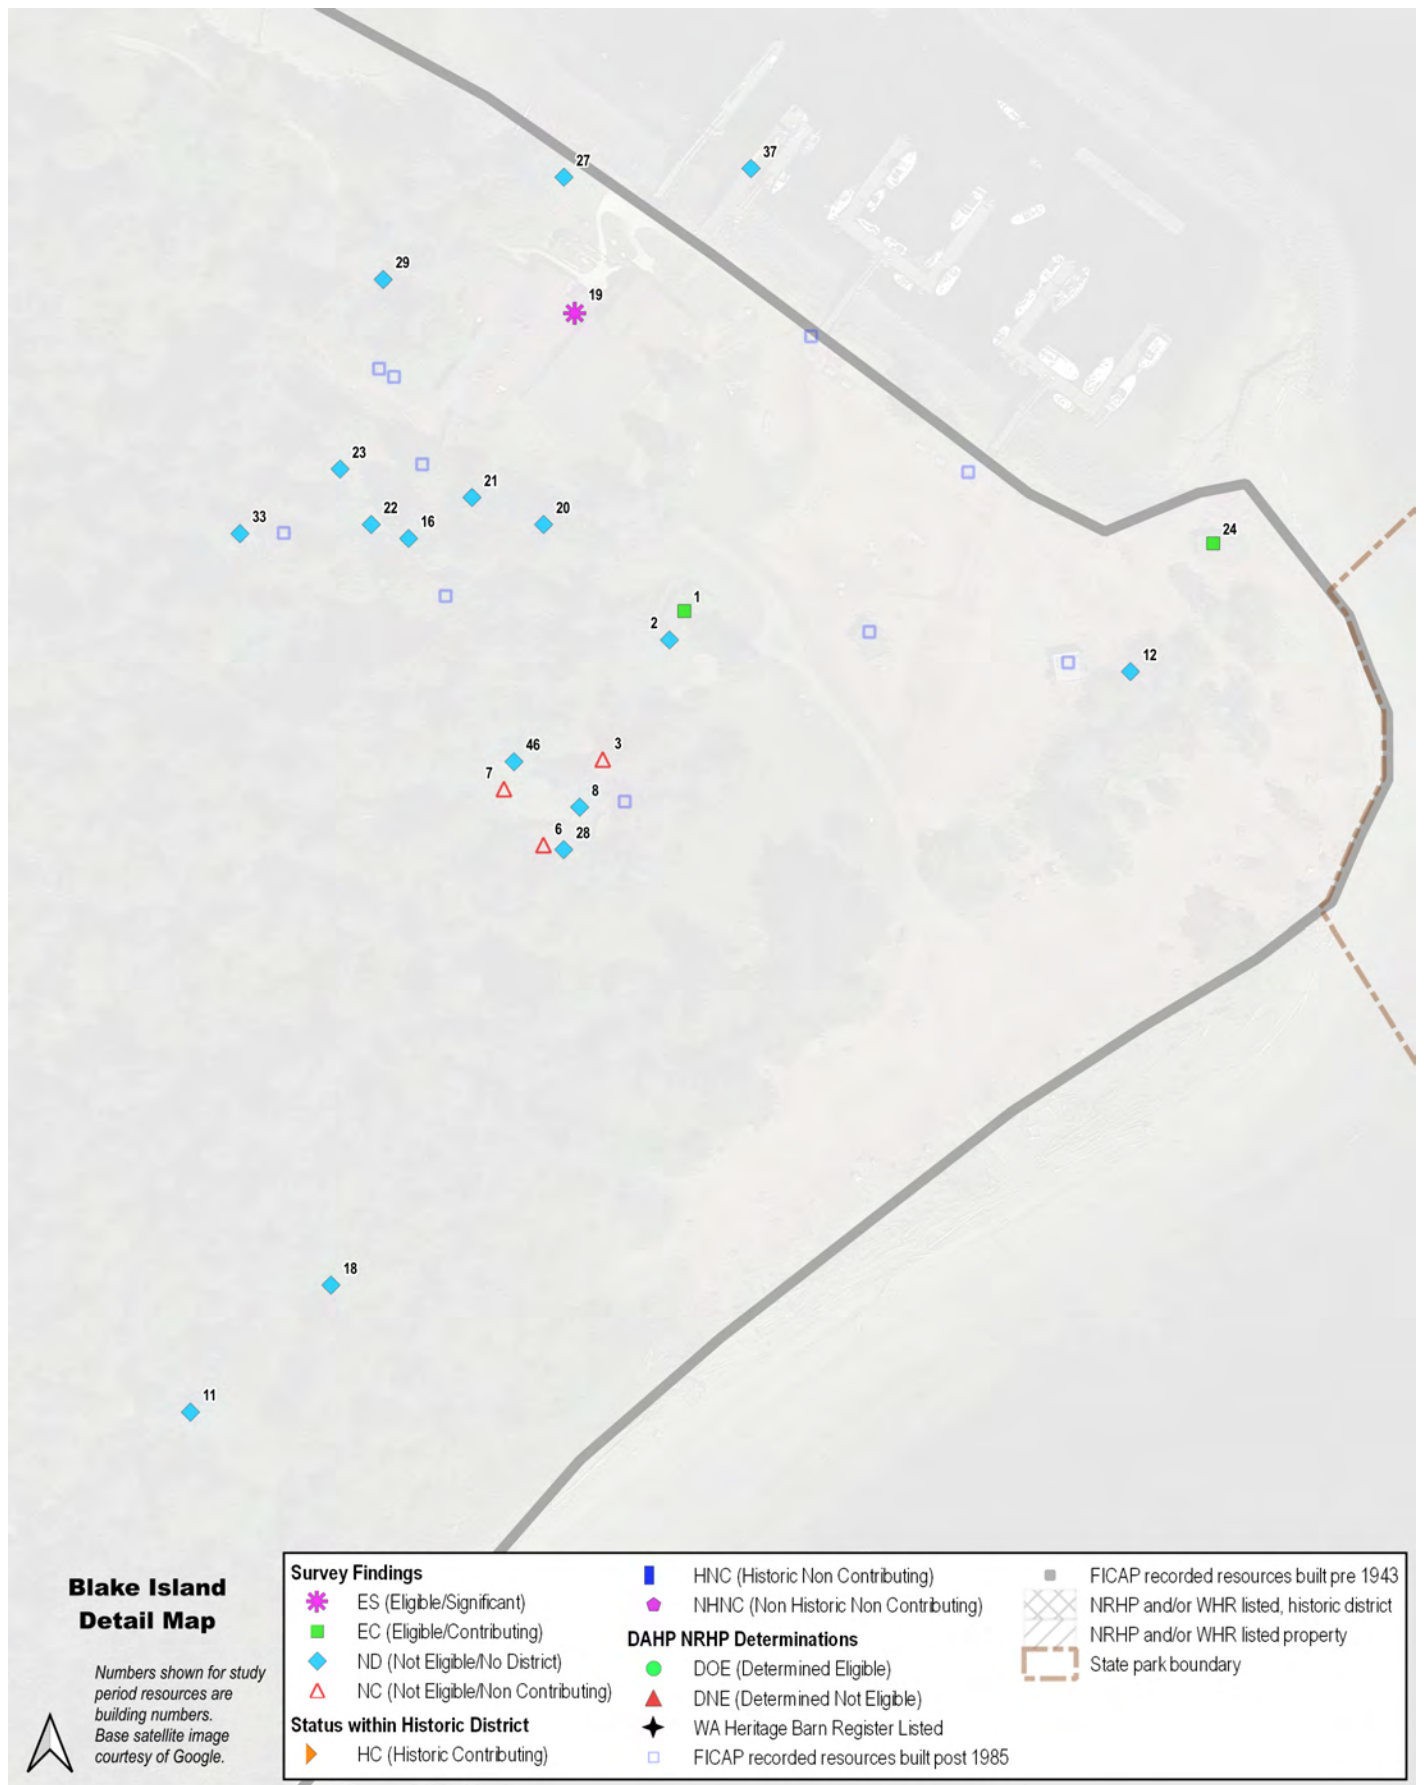 37
27
29
19
23
21
22
20
33
16
24
1
2
12
46
3
7
8
6
28
18
11
Blake Island
Detail Map
Numbers shown for study
period resources are
building numbers.
Base satellite image
courtesy of Google.
Survey Findings
ES (Eligible/Significant)
EC (Eligible/Contributing)
ND (Not Eligible/No District)
NC (Not Eligible/Non Contributing)
Status within Historic District
HC (Historic Contributing)
HNC (Historic Non Contributing)
NHNC (Non Historic Non Contributing)
DAHP NRHP Determinations
DOE (Determined Eligible)
DNE (Determined Not Eligible)
WA Heritage Barn Register Listed
FICAP recorded resources built post 1985
FICAP recorded resources built pre 1943
NRHP and/or WHR listed, historic district
NRHP and/or WHR listed property
State park boundary